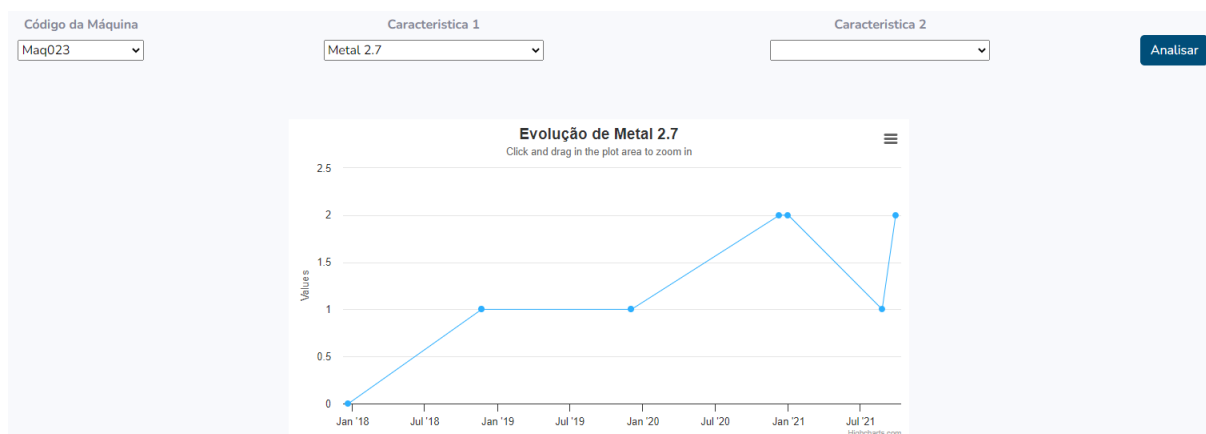 Código da Máquina Caracteristica 1 Caracteristica 2
Maq023 Metal 2.7 Analisar
Evolução de Metal 2.7
Click and drag in the plot area to zoom in
Values
2.5
2
1.5
1
0.5
0
Jan '18 Jul '18 Jan '19 Jul '19 Jan '20 Jul '20 Jan '21 Jul '21
Highcharts.com